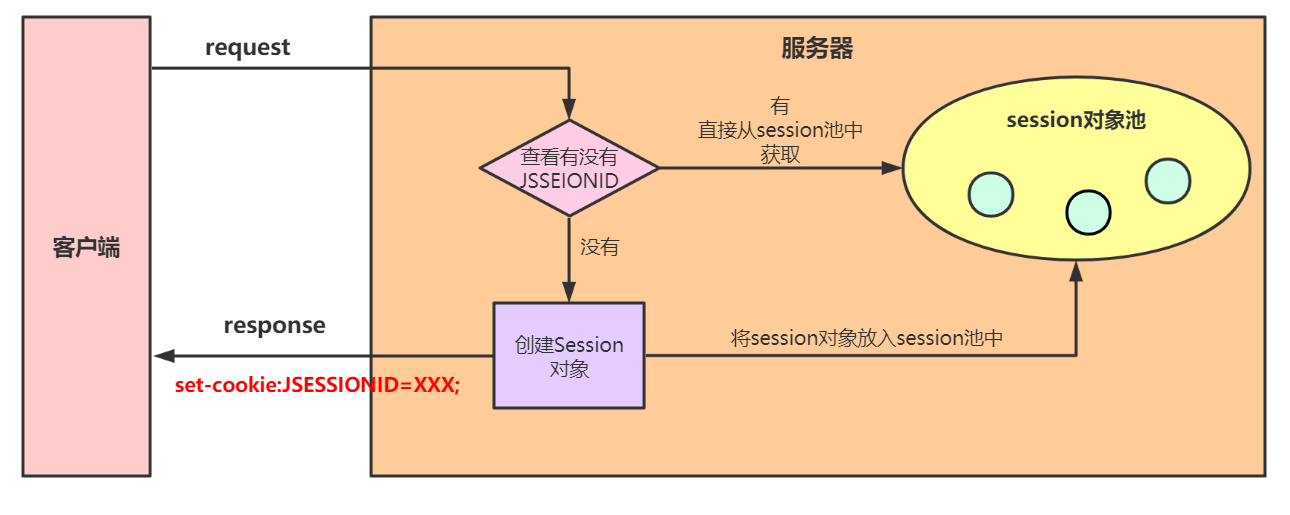 request
服务器
有
直接从session池中
获取
session对象池
查看有没有
JSSEIONID
客户端
没有
response
创建Session
对象
将session对象放入session池中
set-cookie:JSESSIONID=XXX;